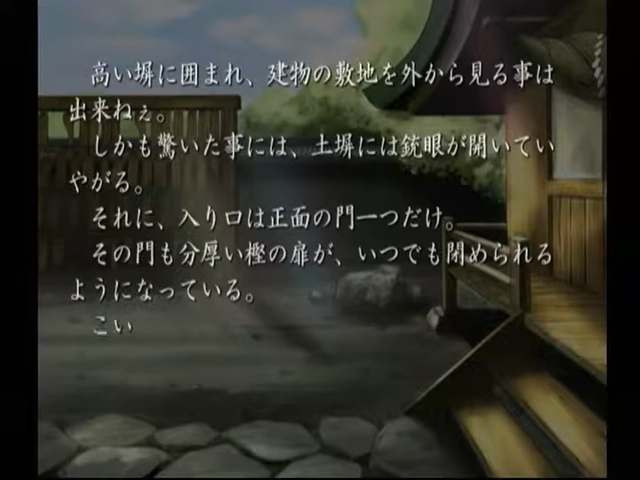 高い塀に囲まれ、建物の敷地を外から見る事は
出来ねぇ。
　しかも驚いた事には、土塀には銃眼が開いてい
やがる。
　それに、入り口は正面の門一つだけ。
　その門も分厚い樫の扉が、いつでも閉められる
ようになっている。
　こい